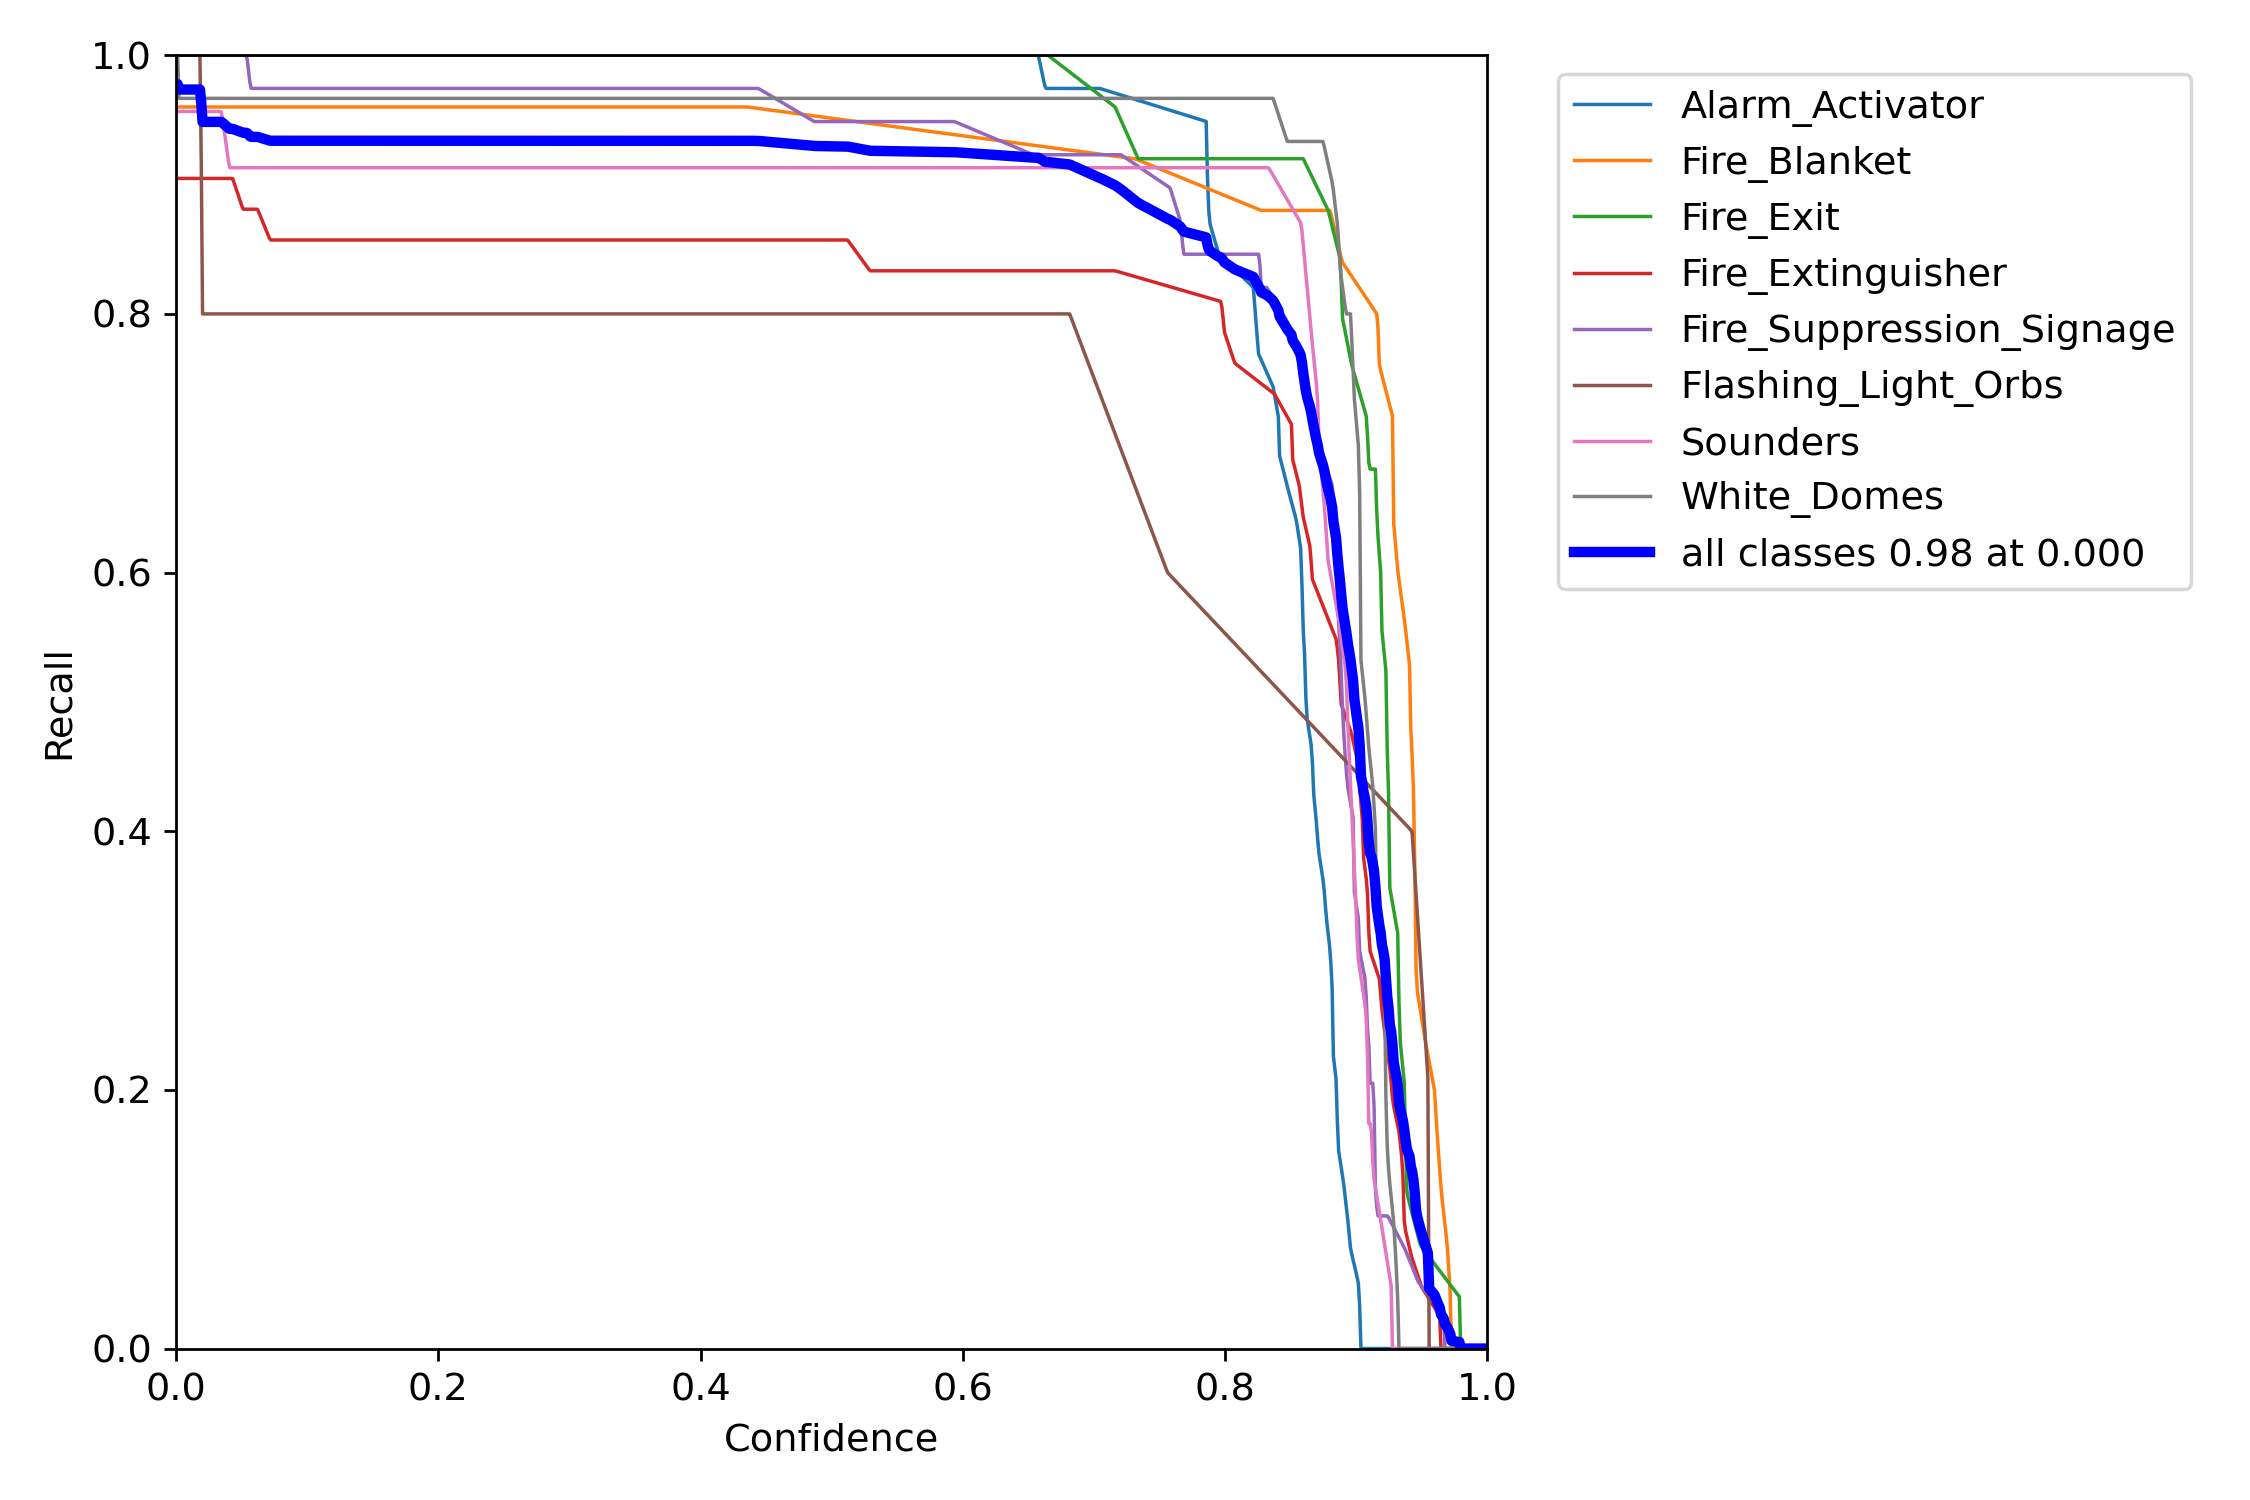 1.0
0.8
0.6
0.4
0.2
0.0
Recall
0.0 0.2 0.4 0.6 0.8 1.0
Confidence
Alarm_Activator
Fire_Blanket
Fire_Exit
Fire_Extinguisher
Fire_Suppression_Signage
Flashing_Light_Orbs
Sounders
White_Domes
all classes 0.98 at 0.000